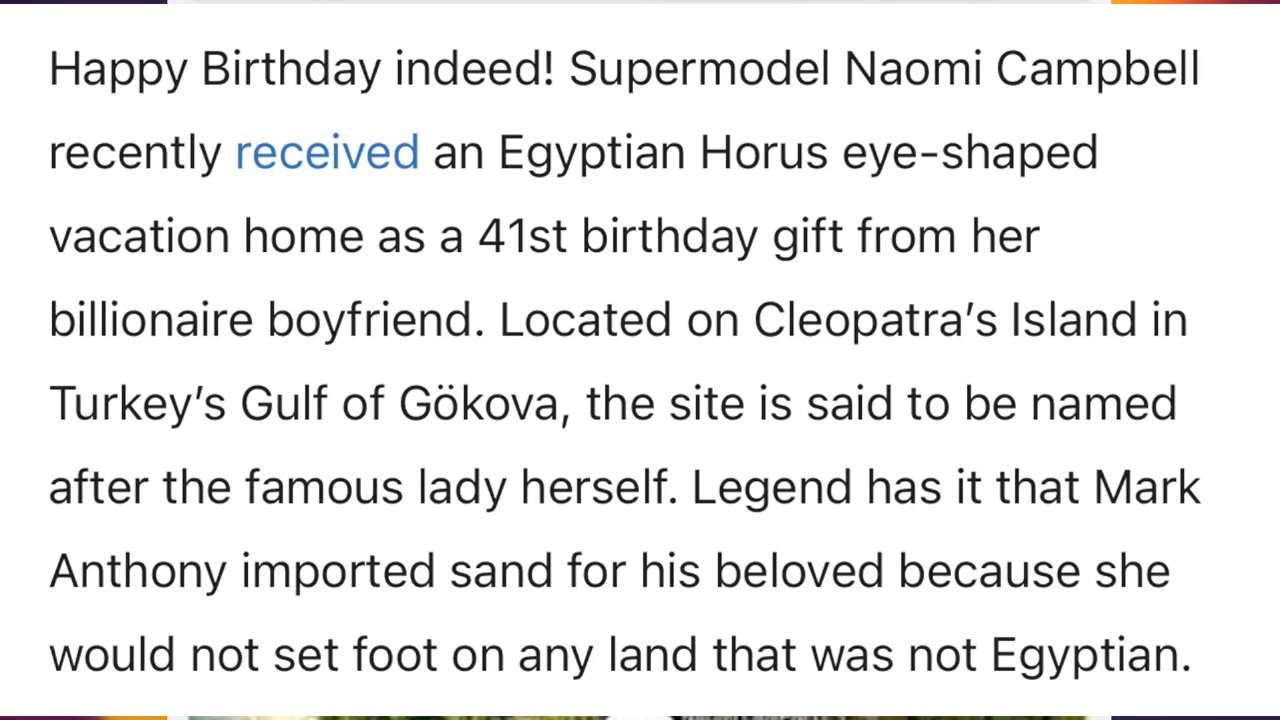 Happy Birthday indeed! Supermodel Naomi Campbell
recently received an Egyptian Horus eye-shaped
vacation home as a 41st birthday gift from her
billionaire boyfriend. Located on Cleopatra’s Island in
Turkey’s Gulf of Gökova, the site is said to be named
after the famous lady herself. Legend has it that Mark
Anthony imported sand for his beloved because she
would not set foot on any land that was not Egyptian.